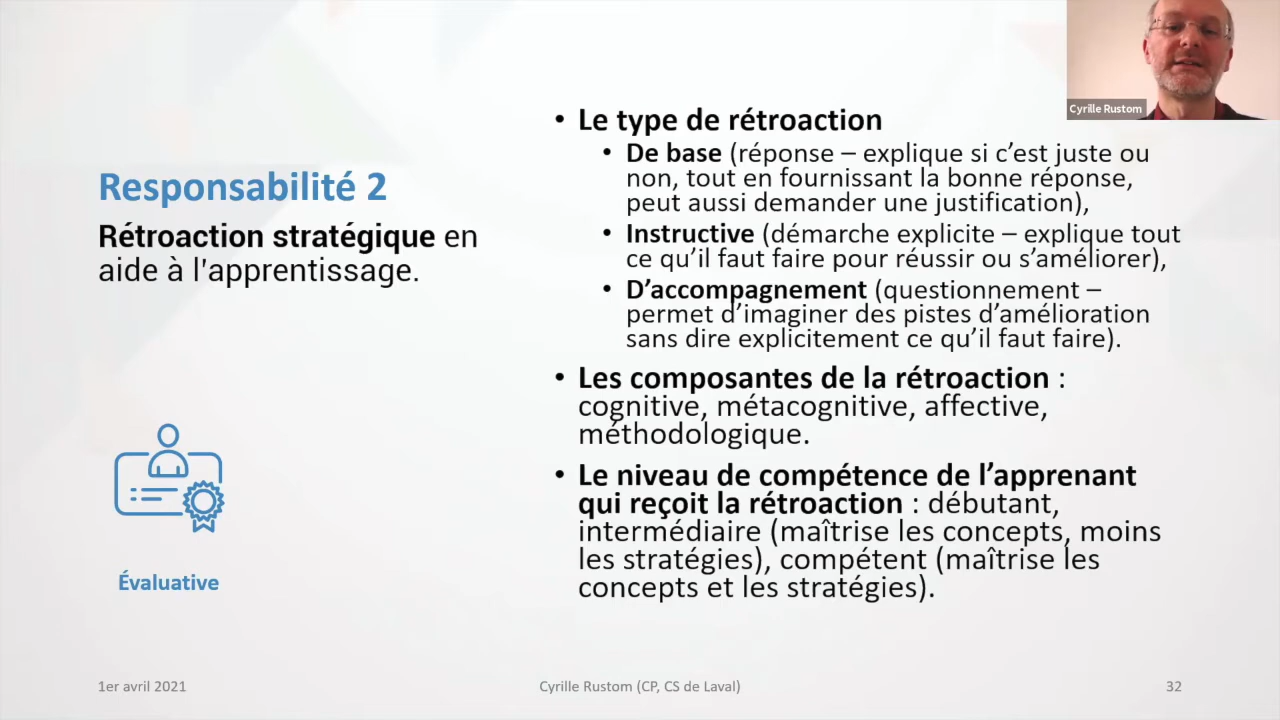 Cyrille Rustom
Responsabilité 2
Rétroaction stratégique en
aide à l'apprentissage.
Évaluative
• Le type de rétroaction
• De base (réponse – explique si c’est juste ou
non, tout en fournissant la bonne réponse,
peut aussi demander une justification),
• Instructive (démarche explicite – explique tout
ce qu’il faut faire pour réussir ou s’améliorer),
• D’accompagnement (questionnement –
permet d’imaginer des pistes d’amélioration
sans dire explicitement ce qu’il faut faire).
• Les composantes de la rétroaction :
cognitive, métacognitive, affective,
méthodologique.
• Le niveau de compétence de l’apprenant
qui reçoit la rétroaction : débutant,
intermédiaire (maîtrise les concepts, moins
les stratégies), compétent (maîtrise les
concepts et les stratégies).
1er avril 2021
Cyrille Rustom (CP, CS de Laval)
32